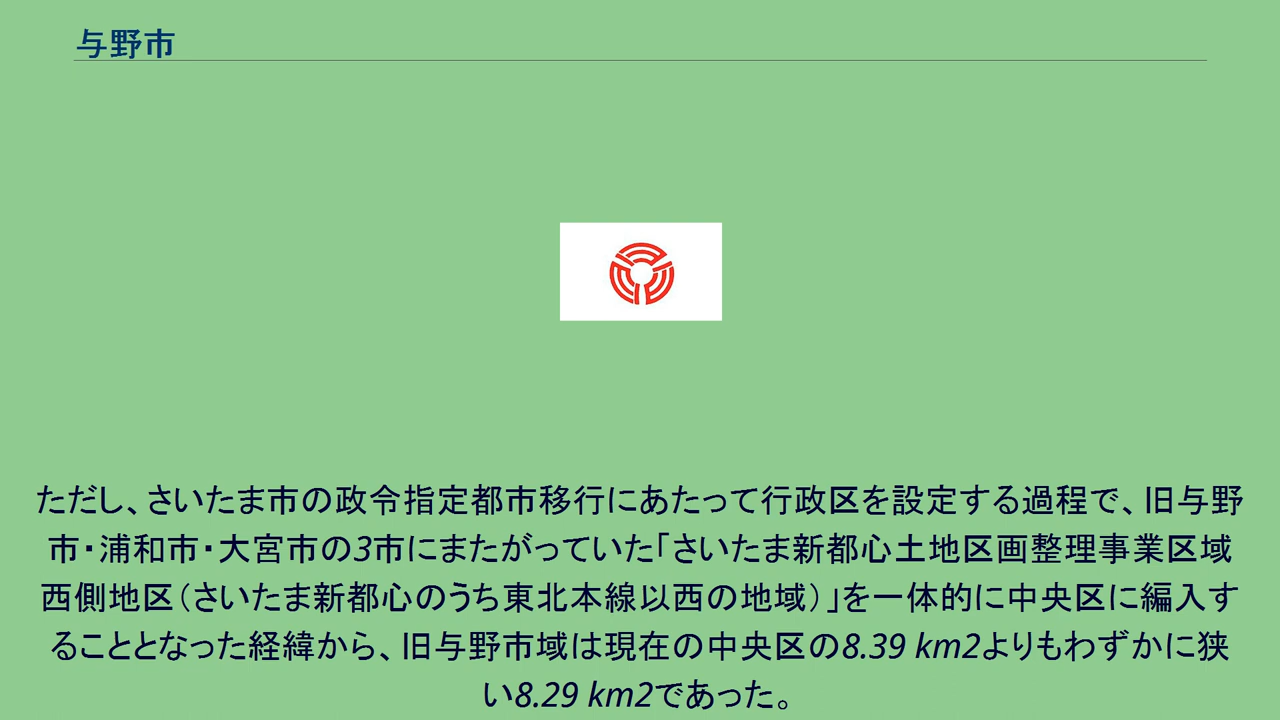 与野市
ただし、さいたま市の政令指定都市移行にあたって行政区を設定する過程で、旧与野
市・浦和市・大宮市の3市にまたがっていた｢さいたま新都心土地区画整理事業区域
西側地区（さいたま新都心のうち東北本線以西の地域）｣を一体的に中央区に編入す
ることとなった経緯から、旧与野市域は現在の中央区の8.39 km2よりもわずかに狭
い8.29 km2であった。